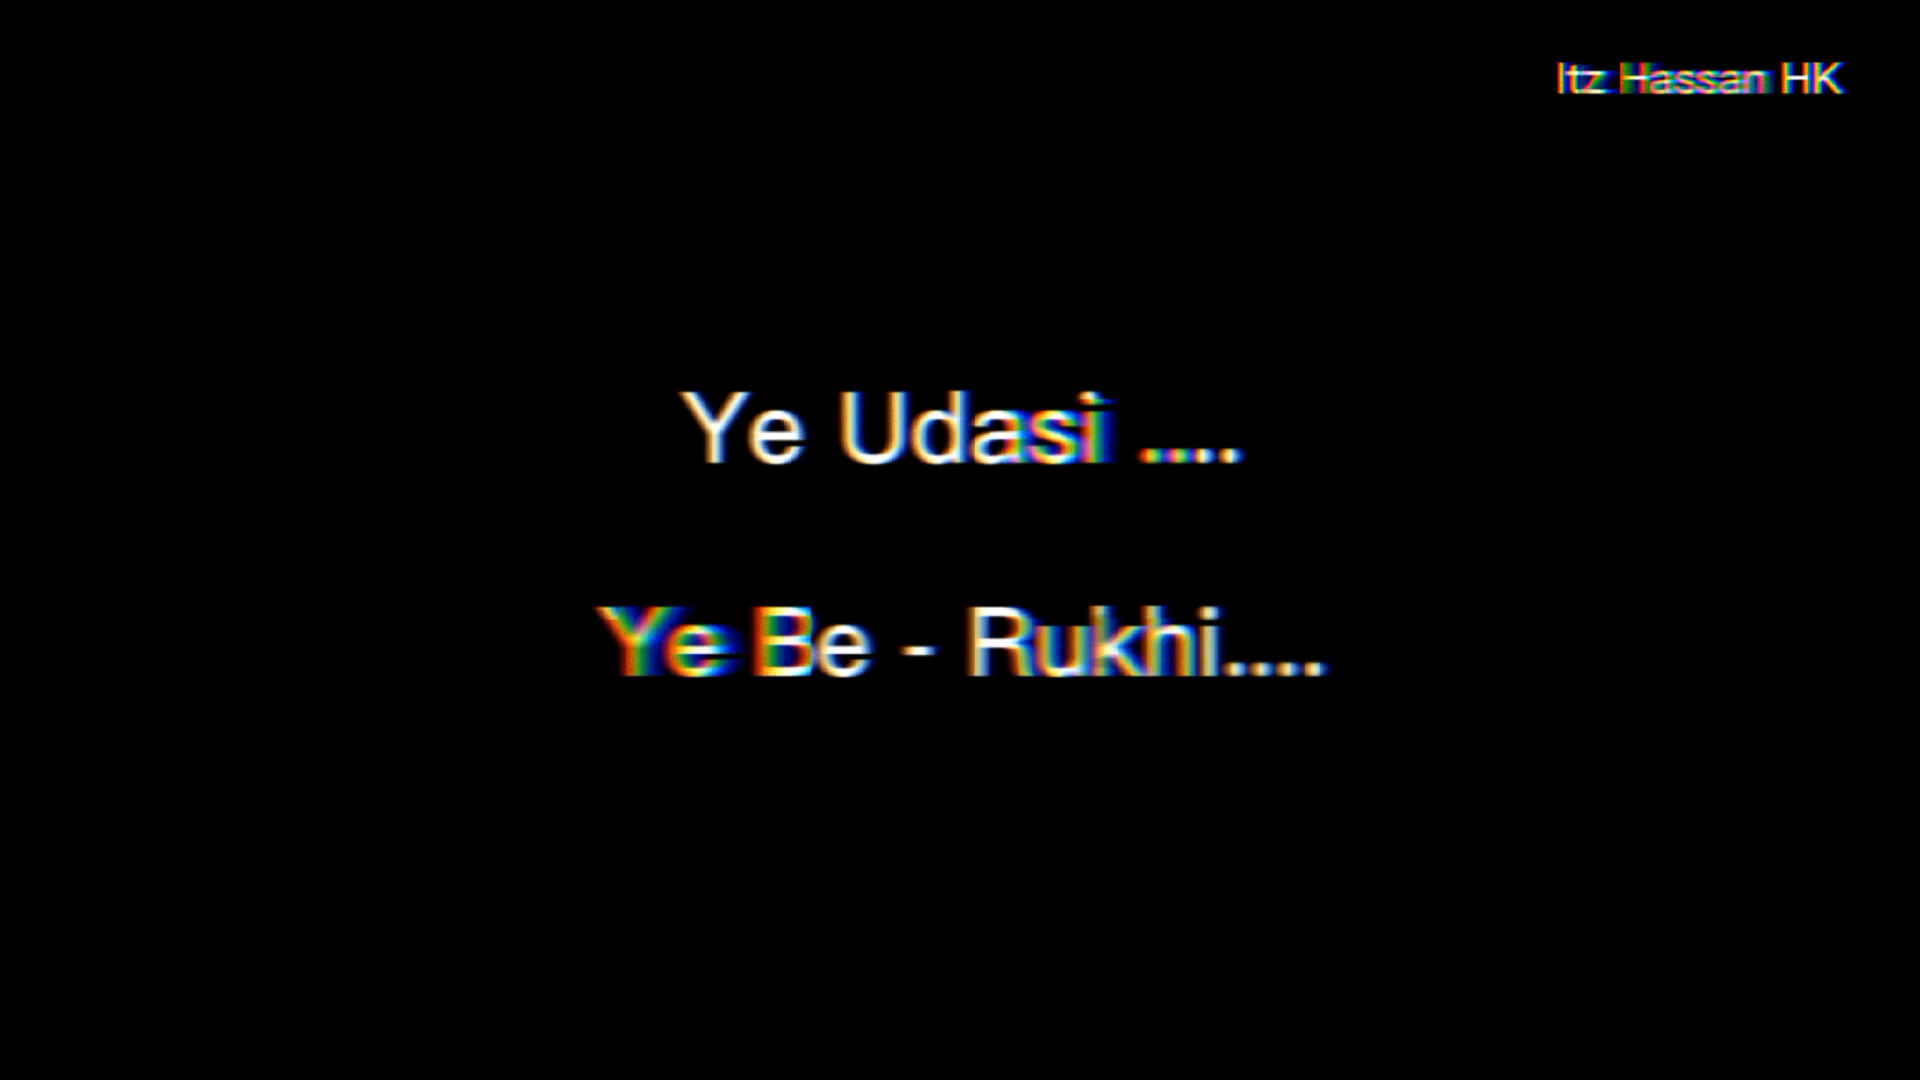 Itz Hassan HK
Ye Udasi ....
Ye Be - Rukhi....